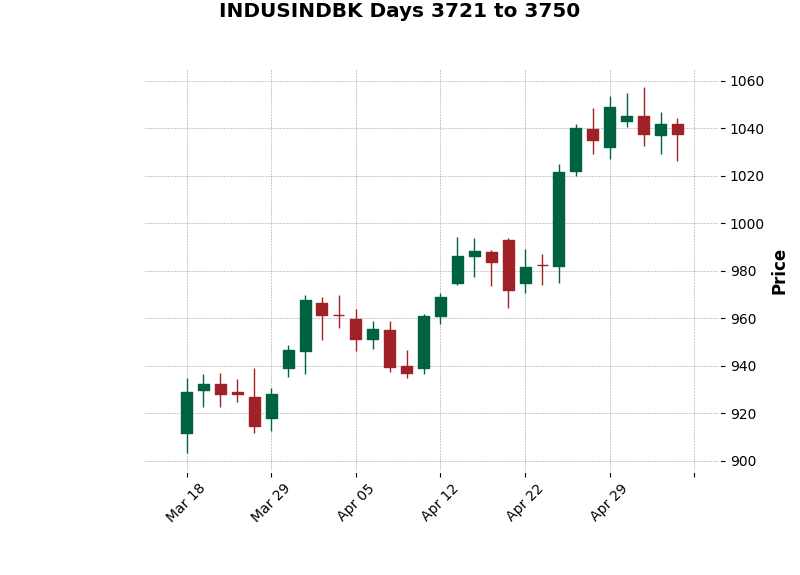 INDUSINDBK Days 3721 to 3750
1060
1040
1020
1000
980
960
940
920
900
Price
Mar 18
Mar 29
Apr 05
Apr 12
Apr 22
Apr 29